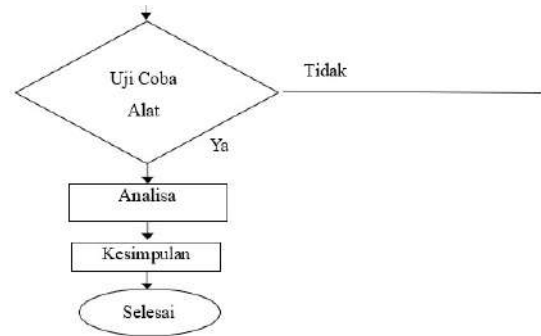 Uji Coba
Alat
Tidak
Ya
Analisa
Kesimpulan
Selesai